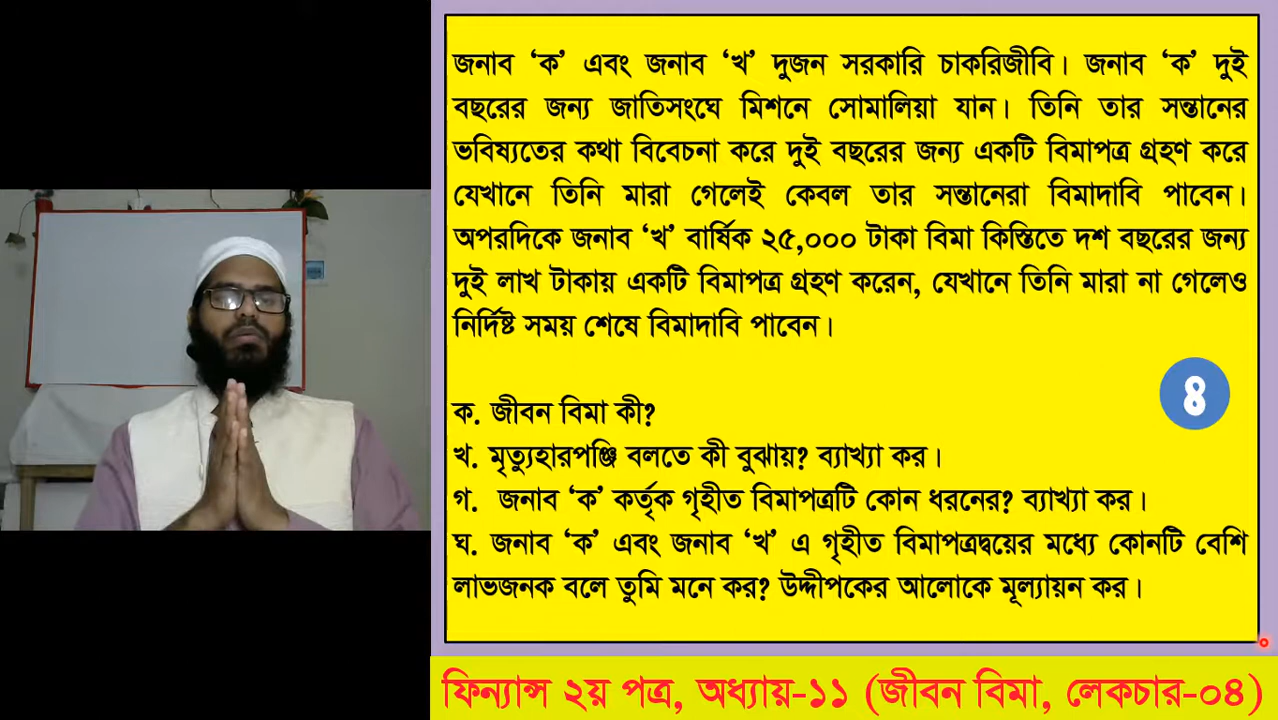 জনাব ‘ক’ এবং জনাব ‘খ’ দুজন সরকারি চাকরিজীবি। জনাব ‘ক’ দুই
বছরের জন্য জাতিসংঘে মিশনে সোমালিয়া যান। তিনি তার সন্তানের
ভবিষ্যতের কথা বিবেচনা করে দুই বছরের জন্য একটি বিমাপত্র গ্রহণ করে
যেখানে তিনি মারা গেলেই কেবল তার সন্তানেরা বিমাদাবি পাবেন।
অপরদিকে জনাব ‘খ’ বার্ষিক ২৫,০০০ টাকা বিমা কিস্তিতে দশ বছরের জন্য
দুই লাখ টাকায় একটি বিমাপত্র গ্রহণ করেন, যেখানে তিনি মারা না গেলেও
নির্দিষ্ট সময় শেষে বিমাদাবি পাবেন।
8
ক. জীবন বিমা কী?
খ. মৃত্যুহারপঞ্জি বলতে কী বুঝায়? ব্যাখ্যা কর।
গ. জনাব ‘ক’ কর্তৃক গৃহীত বিমাপত্রটি কোন ধরনের? ব্যাখ্যা কর।
ঘ. জনাব ‘ক’ এবং জনাব ‘খ’ এ গৃহীত বিমাপত্রদ্বয়ের মধ্যে কোনটি বেশি
লাভজনক বলে তুমি মনে কর? উদ্দীপকের আলোকে মূল্যায়ন কর।
ফিন্যান্স ২য় পত্র, অধ্যায়-১১ (জীবন বিমা, লেকচার-০৪)